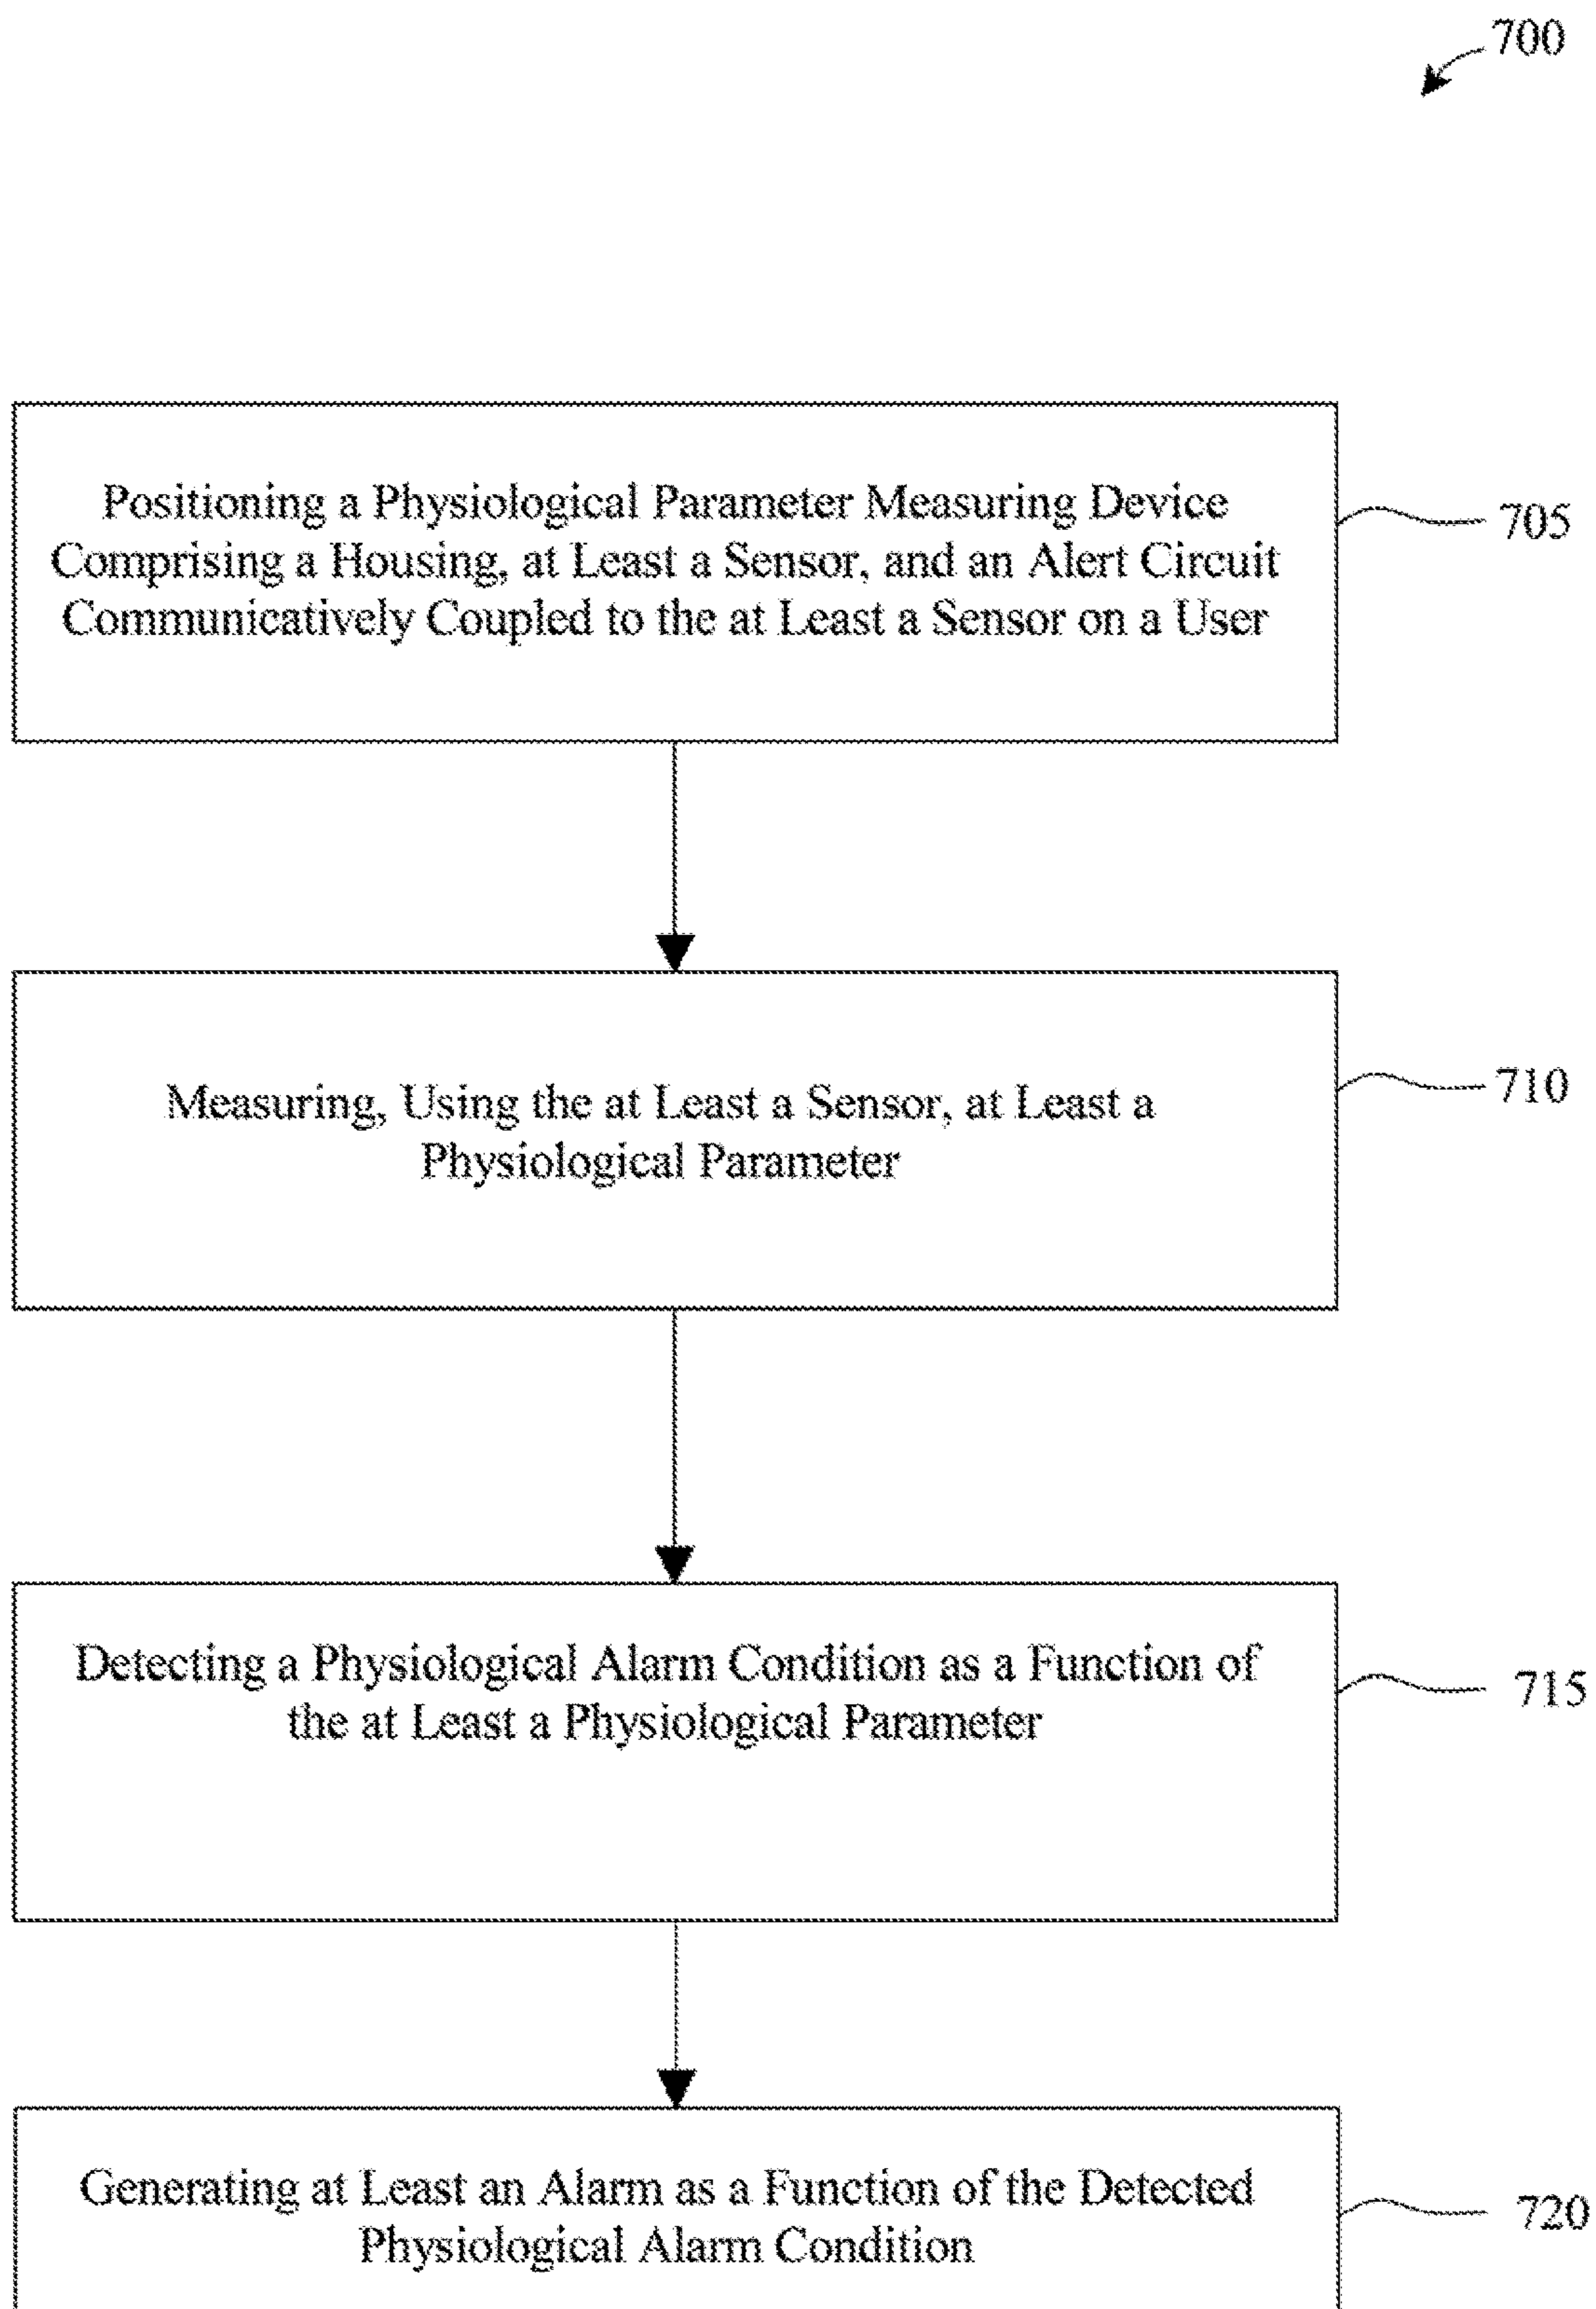 700
Positioning a Physiological Parameter Measuring Device
Comprising a Housing, at Least a Sensor, and an Alert Circuit
Communicatively Coupled to the at Least a Sensor on a User
705
Measuring, Using the at Least a Sensor, at Least a
Physiological Parameter
710
Detecting a Physiological Alarm Condition as a Function of
the at Least a Physiological Parameter
715
Generating at Least an Alarm as a Function of the Detected
Physiological Alarm Condition
720